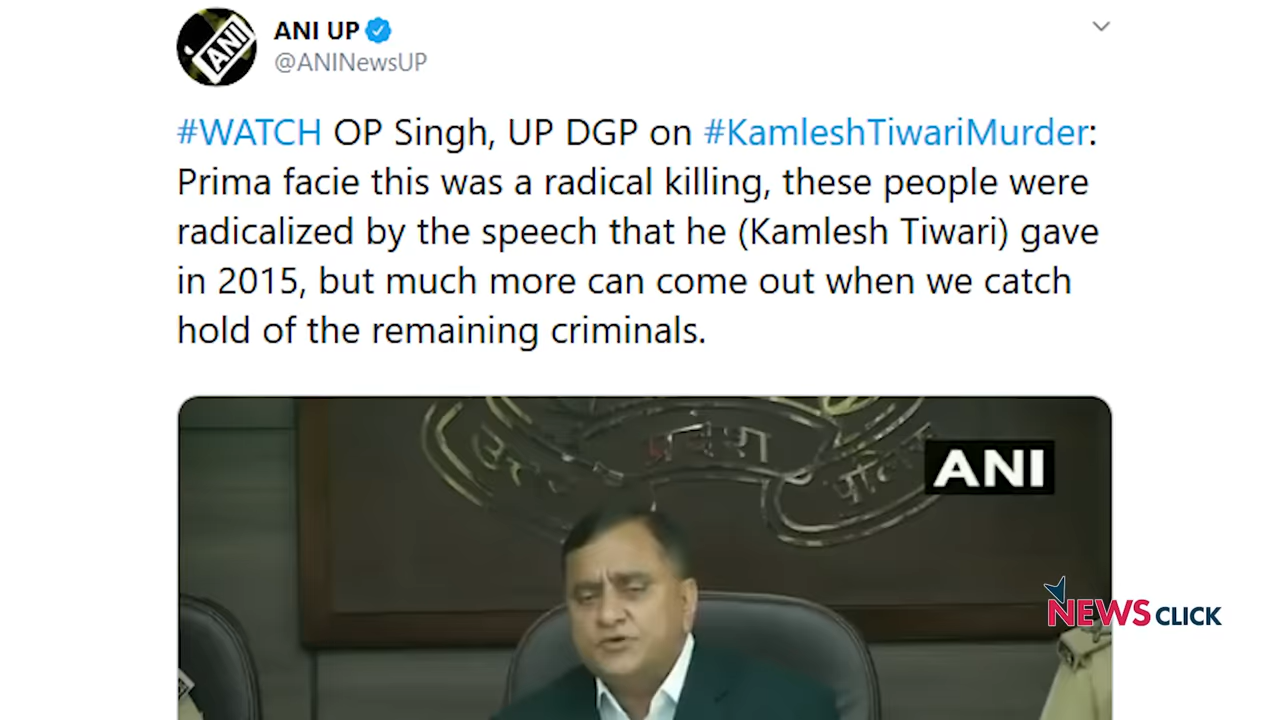 ANI UP
@ANINewsUP
#WATCH OP Singh, UP DGP on #KamleshTiwariMurder:
Prima facie this was a radical killing, these people were
radicalized by the speech that he (Kamlesh Tiwari) gave
in 2015, but much more can come out when we catch
hold of the remaining criminals.
ANI
NEWS CLICK